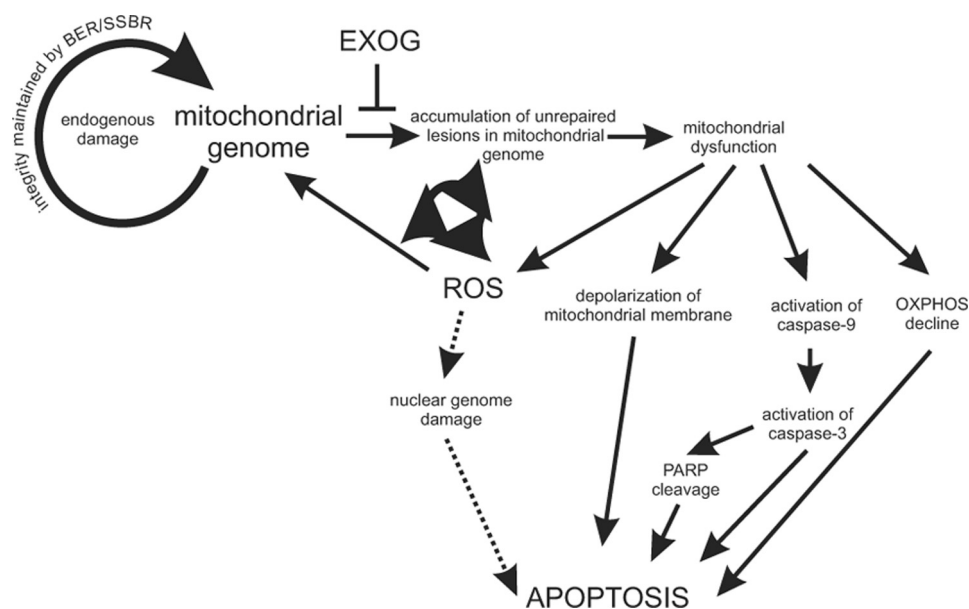 integrity maintained by BER/SSBR
endogenous
damage
mitochondrial
genome
EXOG
accumulation of unrepaired
lesions in mitochondrial
genome
mitochondrial
dysfunction
ROS
depolarization of
mitochondrial membrane
activation of
caspase-9
OXPHOS
decline
nuclear genome
damage
activation of
caspase-3
PARP
cleavage
APOPTOSIS